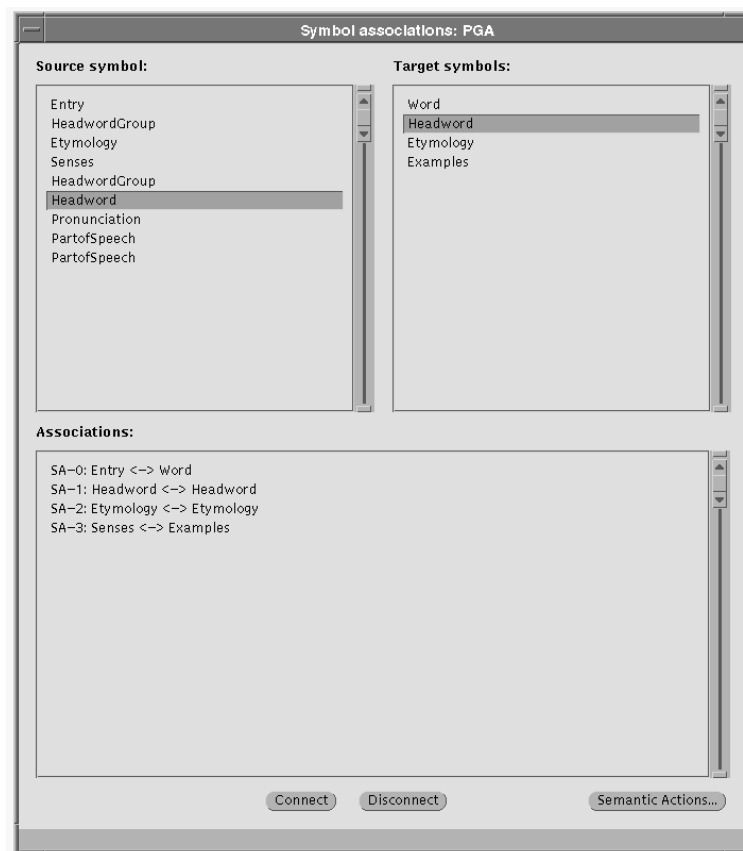 Symbol associations: PGA
Source symbol:
Entry
HeadwordGroup
Etymology
Senses
HeadwordGroup
Headword
Pronunciation
PartofSpeech
PartofSpeech
Target symbols:
Word
Headword
Etymology
Examples
Associations:
SA-0: Entry <-> Word
SA-1: Headword <-> Headword
SA-2: Etymology <-> Etymology
SA-3: Senses <-> Examples
Connect Disconnect Semantic Actions...